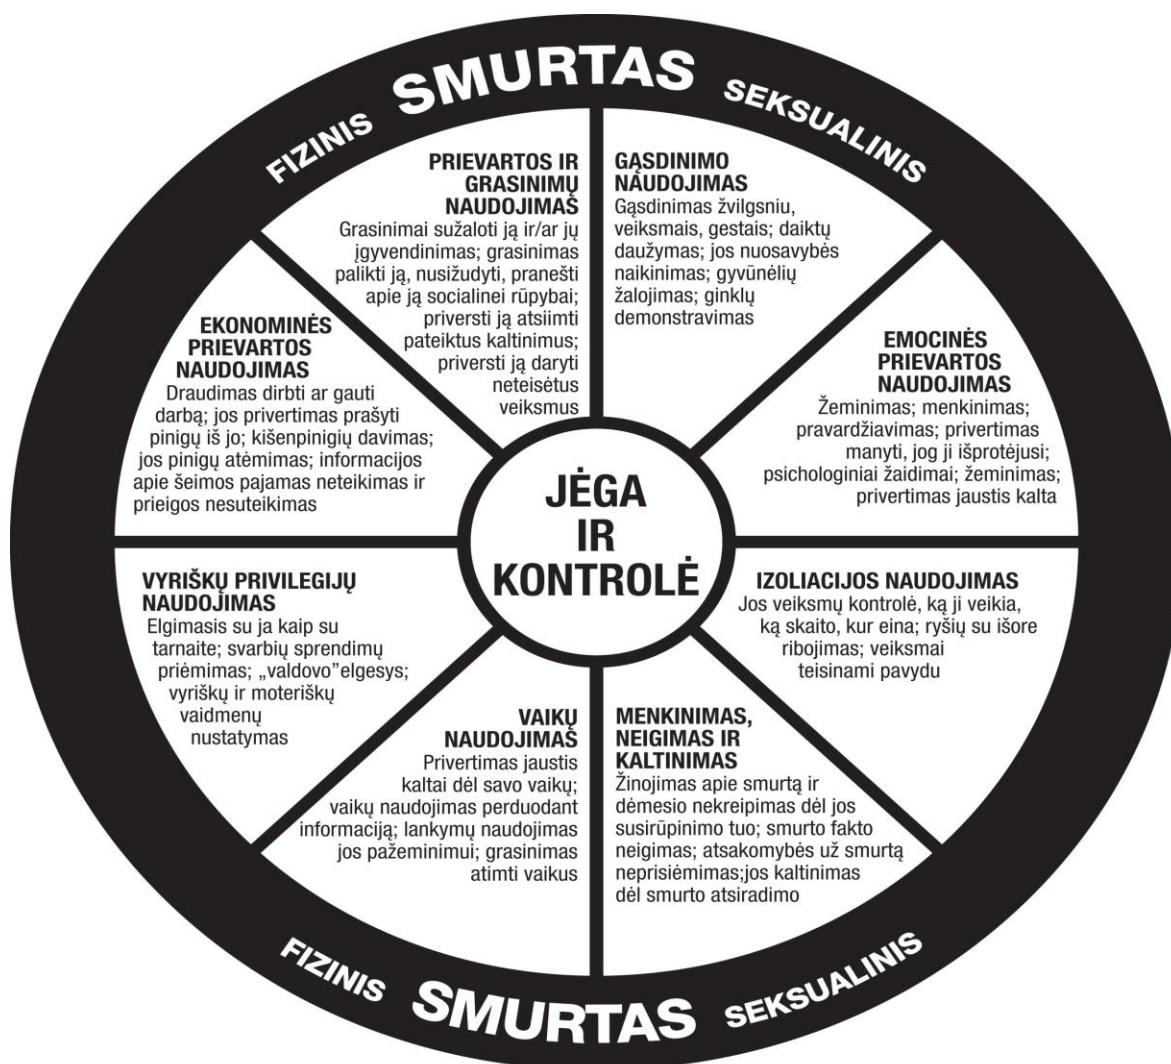 FIZINIS SMURTAS SEKSUALINIS
PRIEVARTOS IR
GRASINIMŲ
NAUDOJIMAS
Grasinimai sužaloti ją ir/ar jų
įgyvendinimas; grasinimas
palikti ją, nusižudyti, pranešti
apie ją socialinei rūpybai;
priversti ją atsiimti
pateiktus kaltinimus;
priversti ją daryti
neteisėtus
veiksmus
GĄSDINIMO
NAUDOJIMAS
Gąsdinimas žvilgsniu,
veiksmais, gestais; daiktų
daužymas; jos nuosavybės
naikinimas; gyvūnėlių
žalojimas; ginklų
demonstravimas
EMOCINĖS
PRIEVARTOS
NAUDOJIMAS
Žeminimas; menkinimas;
pravardžiavimas; privertimas
manyti, jog ji išprotėjusi;
psichologiniai žaidimai; žeminimas;
privertimas jaustis kalta
IZOLIACIJOS NAUDOJIMAS
Jos veiksmų kontrolė, ką ji veikia,
ką skaito, kur eina; ryšių su išore
ribojimas; veiksmai
teisinami pavydu
MENKINIMAS,
NEIGIMAS IR
KALTINIMAS
Žinojimas apie smurtą ir
dėmesio nekreipimas dėl jos
susirūpinimo tuo; smurto fakto
neigimas; atsakomybės už smurtą
neprisiėmimas;jos kaltinimas
dėl smurto atsiradimo
VAIKŲ
NAUDOJIMAS
Privertimas jaustis
kaltai dėl savo vaikų;
vaikų naudojimas perduodant
informaciją; lankymų naudojimas
jos pažeminimui; grasinimas
atimti vaikus
VYRIŠKŲ PRIVILEGIJŲ
NAUDOJIMAS
Elgimasis su ja kaip su
tarnaite; svarbių sprendimų
priėmimas; „valdovo”elgesys;
vyriškų ir moteriškų
vaidmenų
nustatymas
EKONOMINĖS
PRIEVARTOS
NAUDOJIMAS
Draudimas dirbti ar gauti
darbą; jos privertimas prašyti
pinigų iš jo; kišenpinigių davimas;
jos pinigų atėmimas; informacijos
apie šeimos pajamas neteikimas ir
prieigos nesuteikimas
JĖGA
IR
KONTROLĖ
FIZINIS SMURTAS SEKSUALINIS